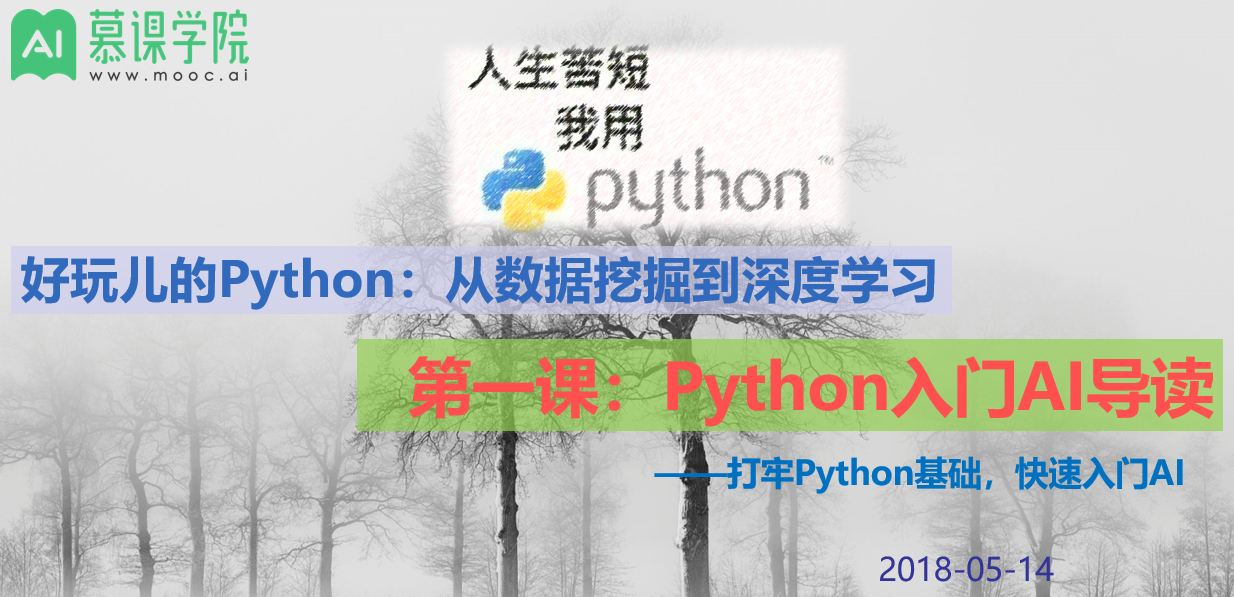 AI 慕课学院
www.mooc.ai
人生苦短
我用
python™
好玩儿的Python：从数据挖掘到深度学习
第一课：Python入门AI导读
——打牢Python基础，快速入门AI
2018-05-14